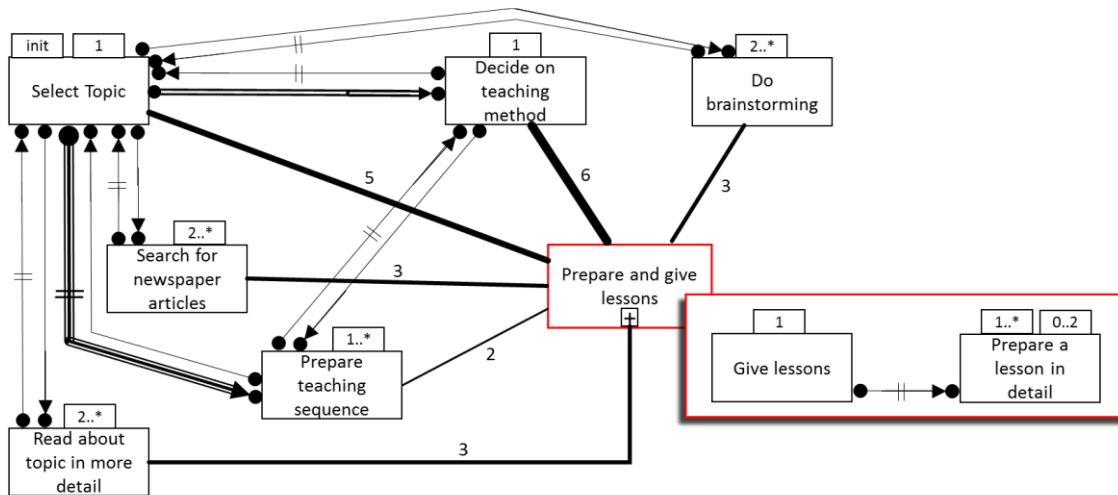 init
1
Select Topic
1
Decide on
teaching
method
2..*
Do
brainstorming
5
6
3
2..*
Search for
newspaper
articles
3
Prepare and give
lessons
+
1..*
Prepare
teaching
sequence
2
2..*
Read about
topic in more
detail
3
1
Give lessons
1..*
0..2
Prepare a
lesson in
detail